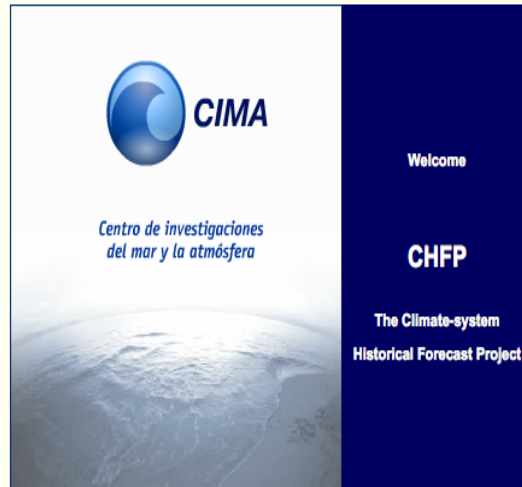 CIMA
Centro de investigaciones
del mar y la atmósfera
Welcome
CHFP
The Climate-system
Historical Forecast Project